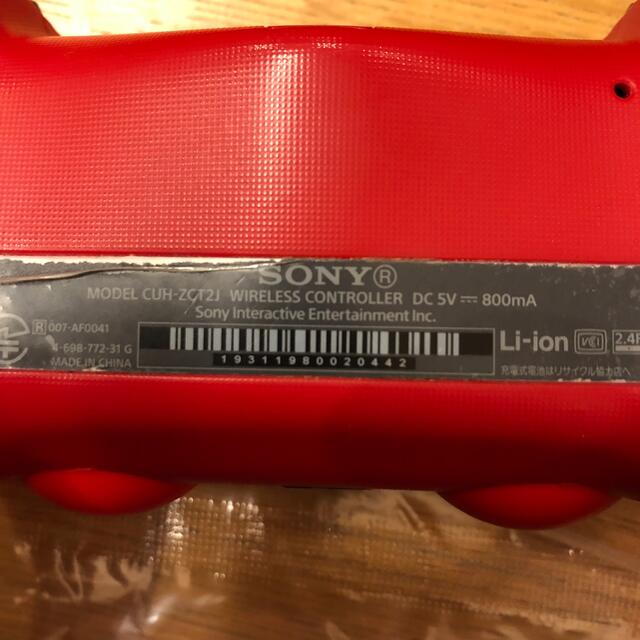 SONY®
MODEL CUH-ZCT2J WIRELESS CONTROLLER DC 5V ⎓ 800mA
Sony Interactive Entertainment Inc.
R 007-AF0041
4-698-772-31 G
MADE IN CHINA
19311980020442
Li-ion VCCI
充電式電池はリサイクル協力店へ